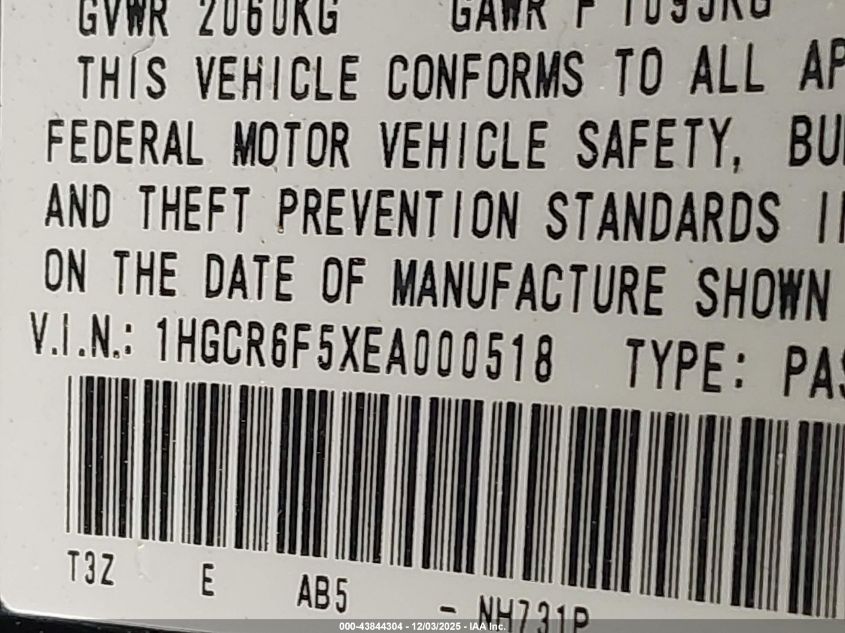 GVWR 2060KG GAWR F 1095KG
THIS VEHICLE CONFORMS TO ALL AP
FEDERAL MOTOR VEHICLE SAFETY, BU
AND THEFT PREVENTION STANDARDS I
ON THE DATE OF MANUFACTURE SHOWN
V.I.N.: 1HGCR6F5XEA000518 TYPE: PAS
T3Z E AB5 - NH731P
000-43844304 - 12/03/2025 - IAA Inc.